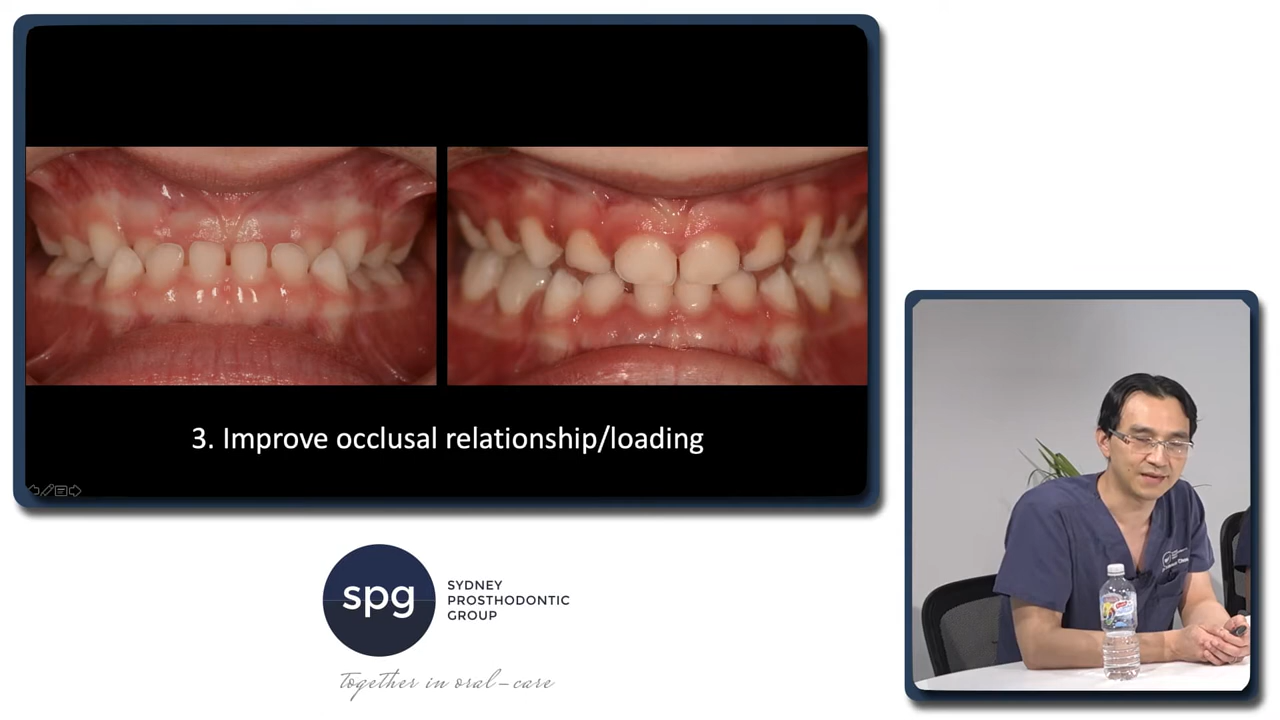 3. Improve occlusal relationship/loading
spg
SYDNEY
PROSTHODONTIC
GROUP
Together in oral-care